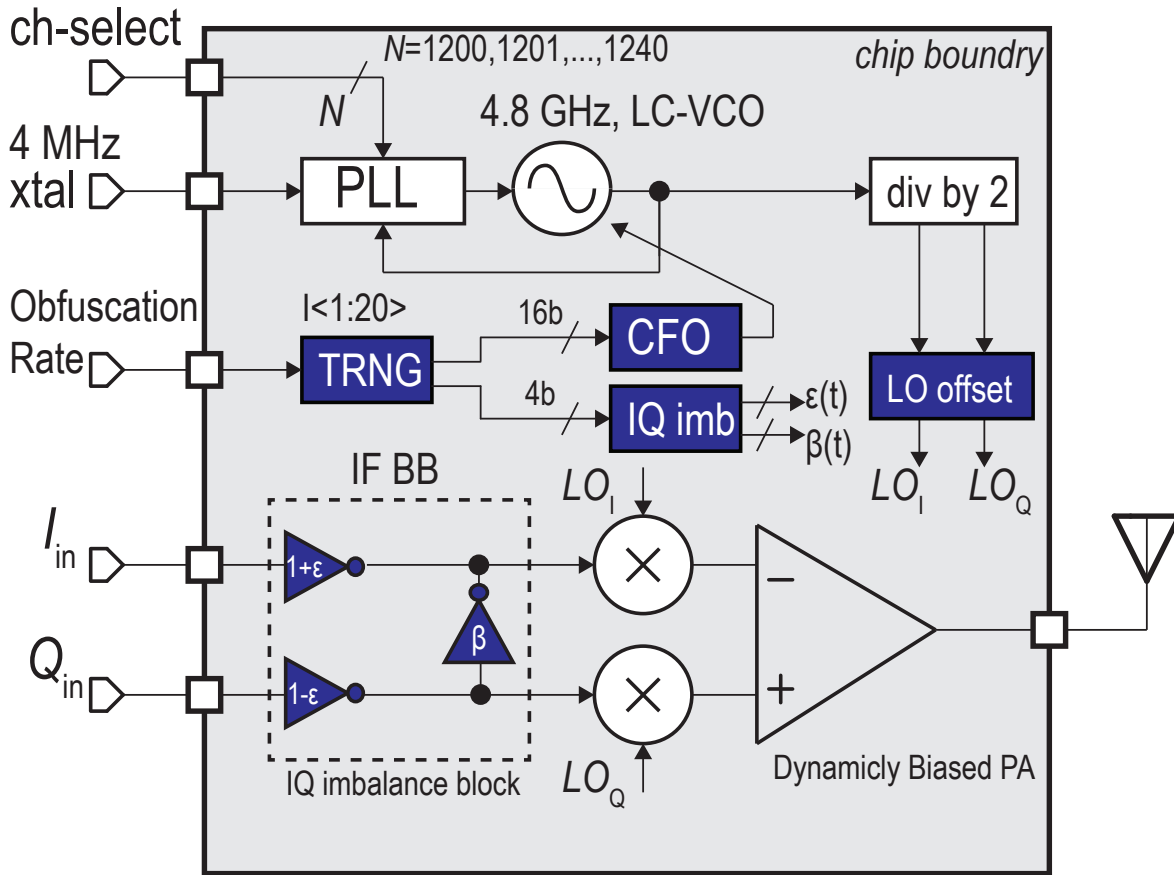 ch-select
N=1200,1201,...,1240
chip boundry
N
4.8 GHz, LC-VCO
4 MHz
xtal
PLL
div by 2
Obfuscation
Rate
I<1:20>
16b
CFO
TRNG
4b
IQ imb
ε(t)
β(t)
LO offset
LOI
LOQ
IF BB
LOI
Iin
1+ε
β
Qin
1-ε
−
+
IQ imbalance block
LOQ
Dynamicly Biased PA